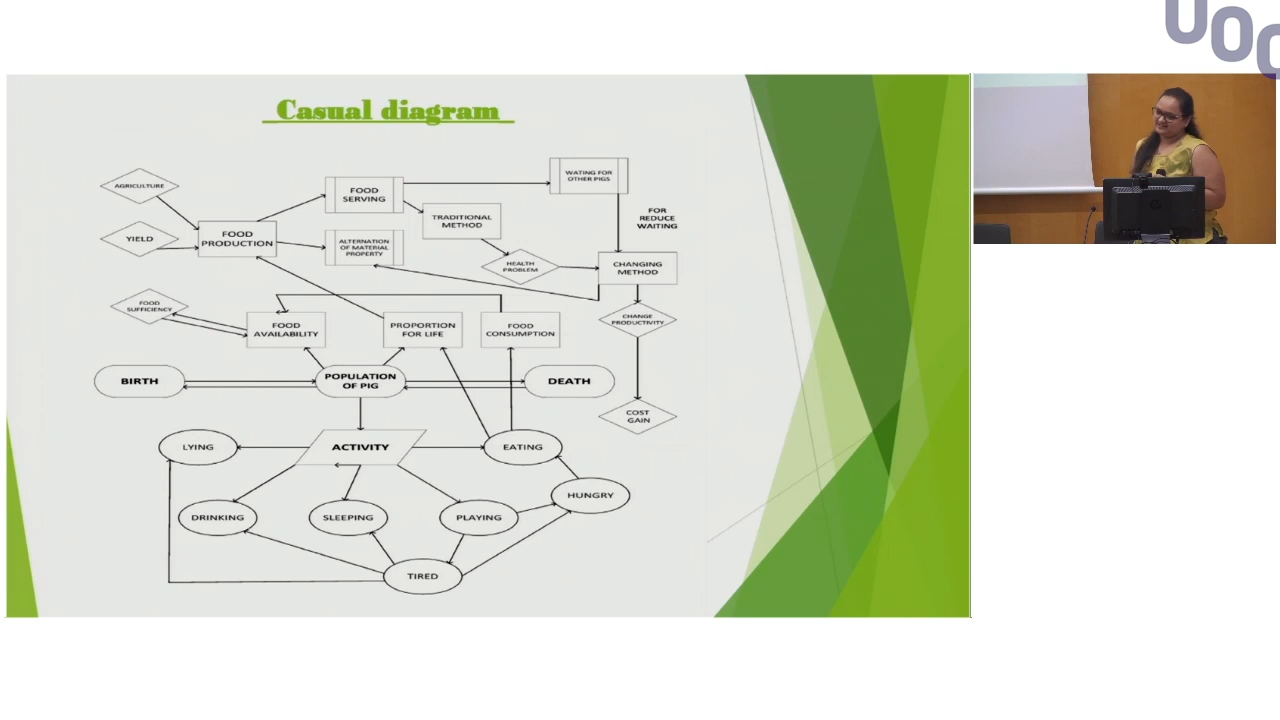 UOC
Casual diagram
AGRICULTURE
FOOD
SERVING
WATING FOR
OTHER PIGS
YIELD
FOOD
PRODUCTION
ALTERNATION
OF MATERIAL
PROPERTY
TRADITIONAL
METHOD
FOR
REDUCE
WAITING
HEALTH
PROBLEM
CHANGING
METHOD
FOOD
SUFFICIENCY
FOOD
AVAILABILITY
PROPORTION
FOR LIFE
FOOD
CONSUMPTION
CHANGE
PRODUCTIVITY
BIRTH
POPULATION
OF PIG
DEATH
COST
GAIN
LYING
ACTIVITY
EATING
HUNGRY
DRINKING
SLEEPING
PLAYING
TIRED